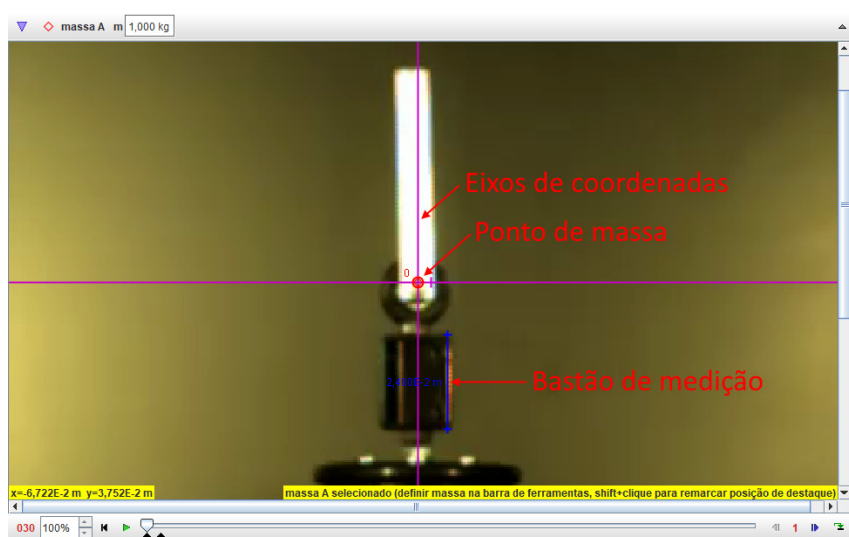 massa A m 1,000 kg
Eixos de coordenadas
0
Ponto de massa
Bastão de medição
x=-6,722E-2 m y=3,752E-2 m
massa A selecionado (definir massa na barra de ferramentas, shift+clique para remarcar posição de destaque)
030 100% 1